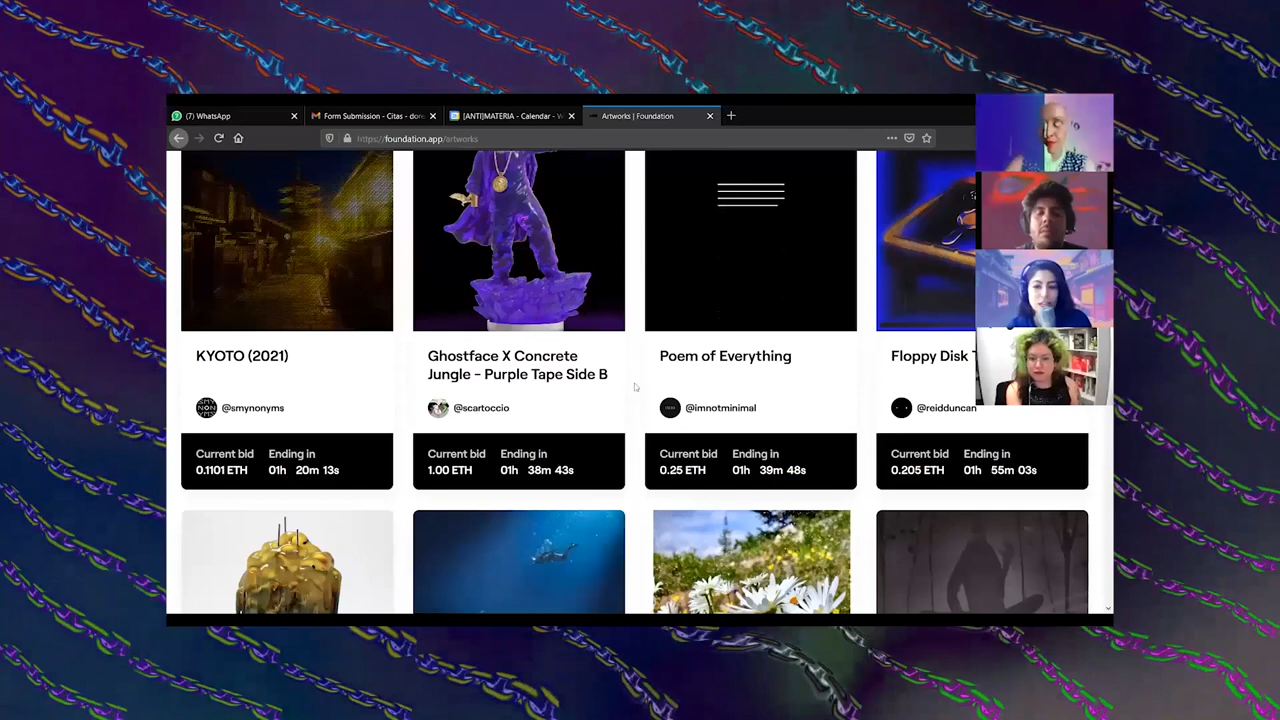 (7) WhatsApp
Form Submission - Citas - dore
[ANTI]MATERIA - Calendar - W
Artworks | Foundation
https://foundation.app/artworks
KYOTO (2021)
@smynonyms
Current bid
Ending in
0.1101 ETH
01h 20m 13s
Ghostface X Concrete
Jungle - Purple Tape Side B
@scartoccio
Current bid
Ending in
1.00 ETH
01h 38m 43s
Poem of Everything
@imnotminimal
Current bid
Ending in
0.25 ETH
01h 39m 48s
Floppy Disk
@reidduncan
Current bid
Ending in
0.205 ETH
01h 55m 03s